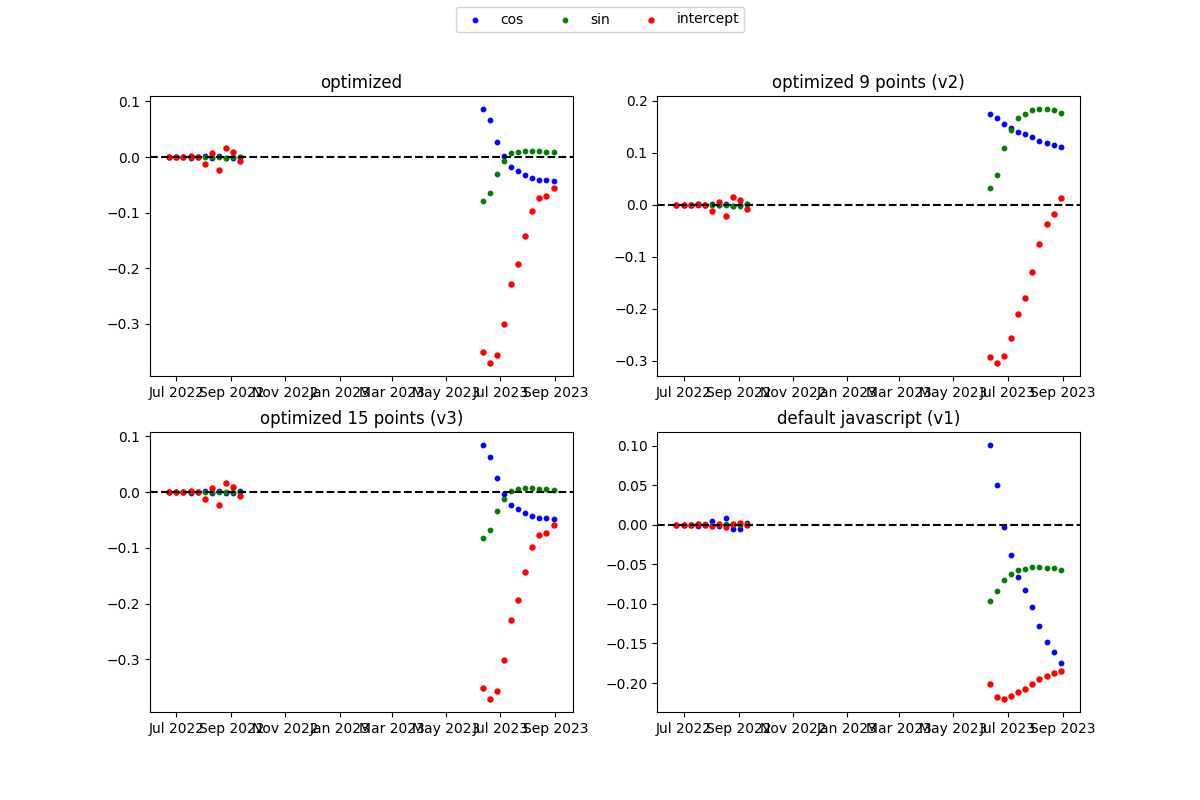 cos sin intercept
optimized
0.1
0.0
−0.1
−0.2
−0.3
Jul 2022 Sep 2022 Nov 2022 Jan 2023 Mar 2023 May 2023 Jul 2023 Sep 2023
optimized 9 points (v2)
0.2
0.1
0.0
−0.1
−0.2
−0.3
Jul 2022 Sep 2022 Nov 2022 Jan 2023 Mar 2023 May 2023 Jul 2023 Sep 2023
optimized 15 points (v3)
0.1
0.0
−0.1
−0.2
−0.3
Jul 2022 Sep 2022 Nov 2022 Jan 2023 Mar 2023 May 2023 Jul 2023 Sep 2023
default javascript (v1)
0.10
0.05
0.00
−0.05
−0.10
−0.15
−0.20
Jul 2022 Sep 2022 Nov 2022 Jan 2023 Mar 2023 May 2023 Jul 2023 Sep 2023